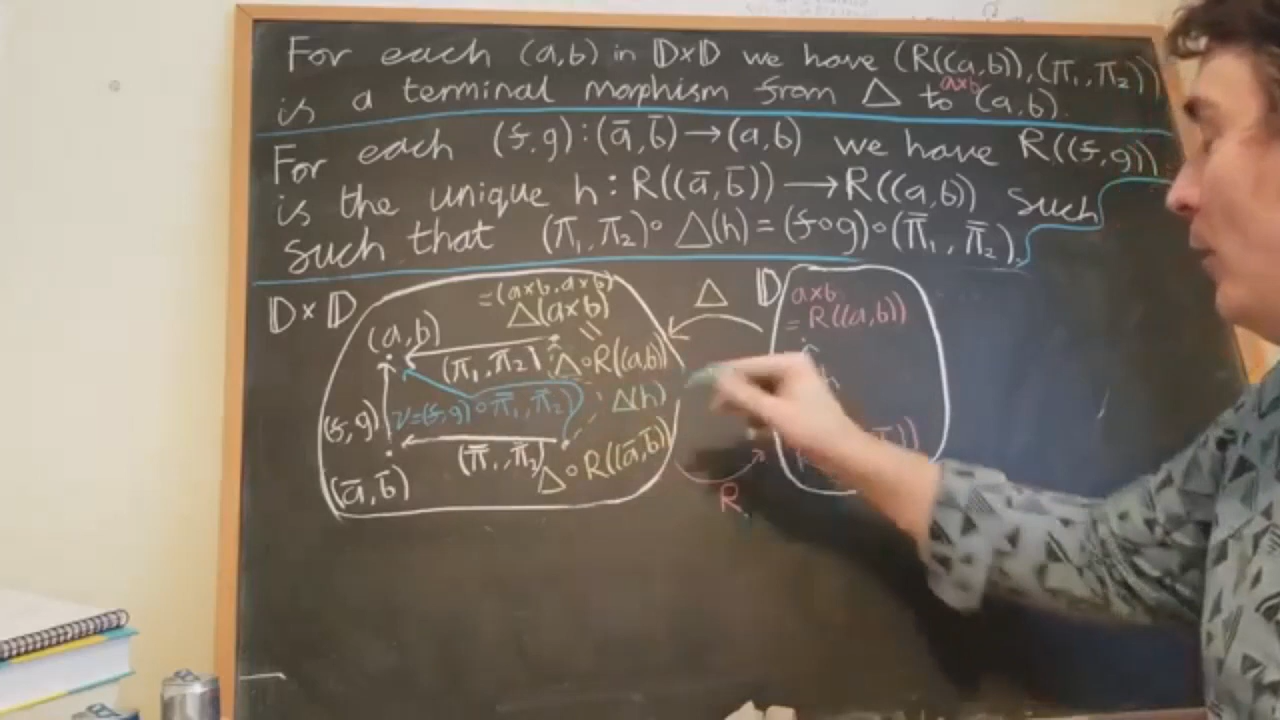 For each (a,b) in 𝔻×𝔻 we have (R((a,b)),(π₁,π₂))
is a terminal morphism from Δ to (a,b).
a×b
For each (f,g):(ā,b̄)→(a,b) we have R((f,g))
is the unique h:R((ā,b̄))→R((a,b)) such
such that (π₁,π₂)∘Δ(h)=(f∘g)∘(π̄₁,π̄₂).
𝔻×𝔻
=(a×b,a×b)
Δ(a×b)
=
(a,b)
(π₁,π₂)
Δ∘R((a,b))
(f,g)
ν=(f,g)∘π̄₁,π̄₂)
Δ(h)
(π̄₁,π̄₂)
(ā,b̄)
Δ∘R((ā,b̄))
Δ
R
𝔻
a×b
=R((a,b))
h